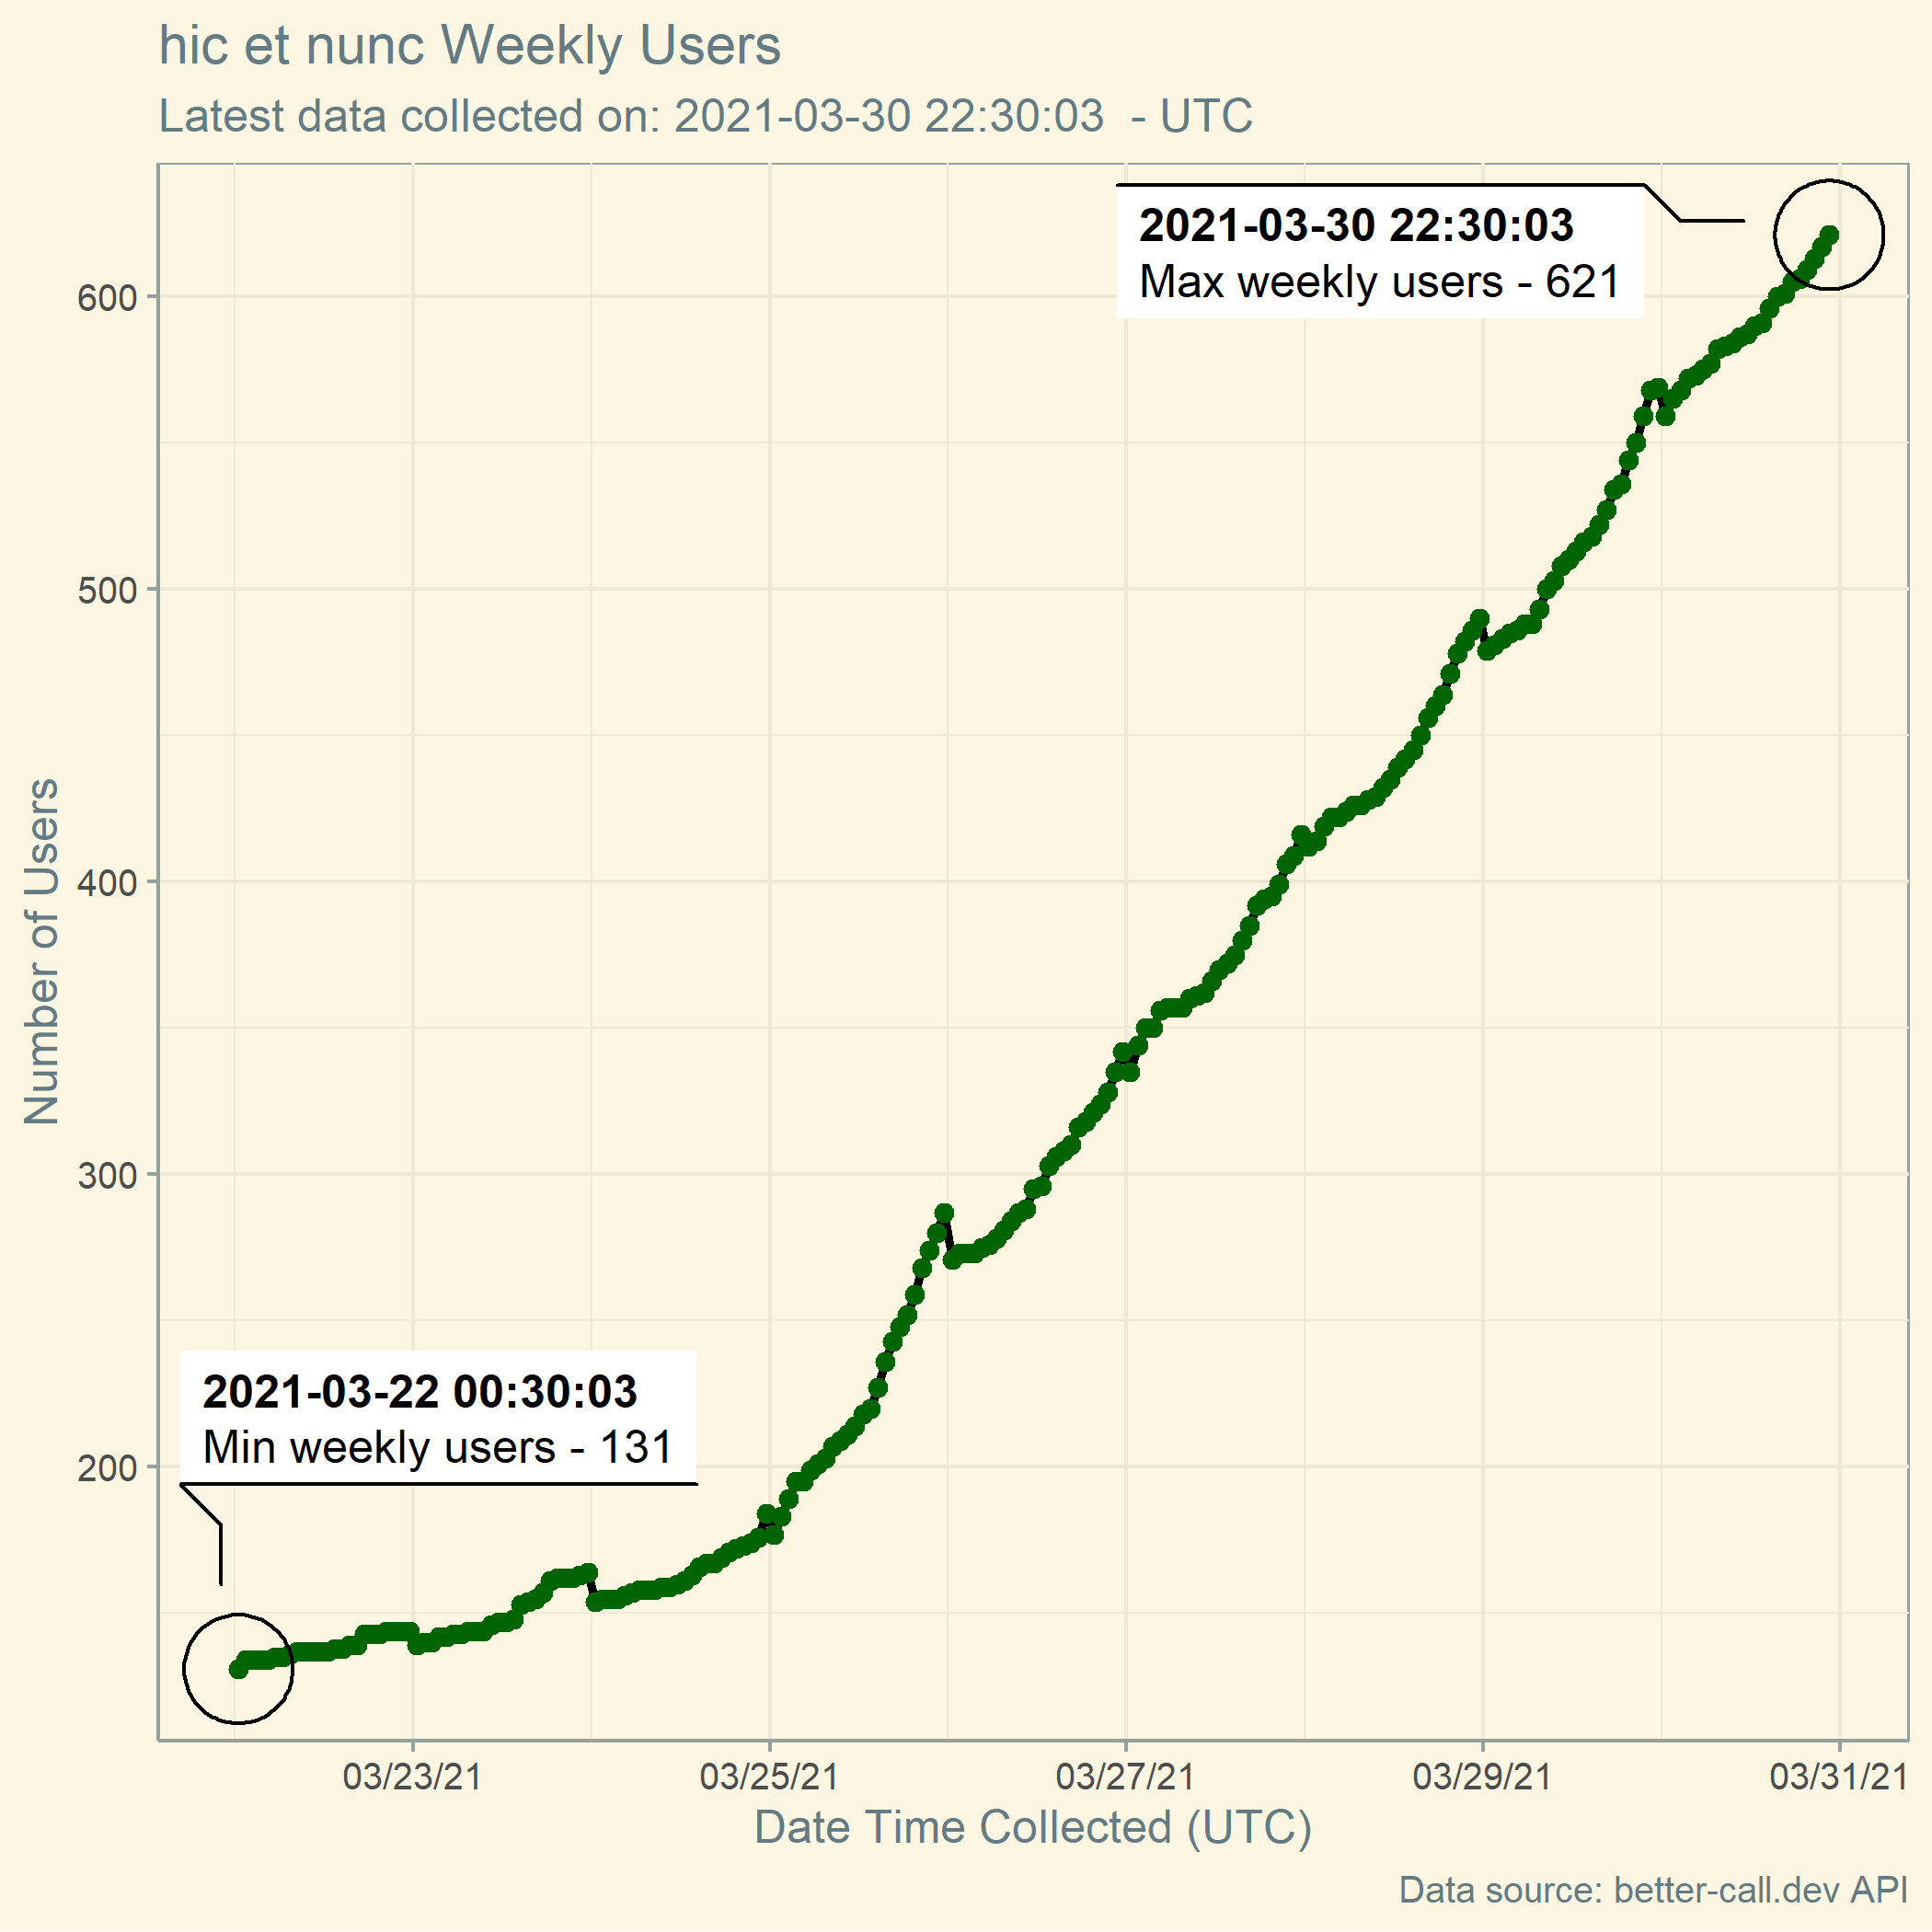 hic et nunc Weekly Users
Latest data collected on: 2021-03-30 22:30:03  - UTC
2021-03-30 22:30:03
Max weekly users - 621
600
500
400
300
200
Number of Users
2021-03-22 00:30:03
Min weekly users - 131
03/23/21 03/25/21 03/27/21 03/29/21 03/31/21
Date Time Collected (UTC)
Data source: better-call.dev API